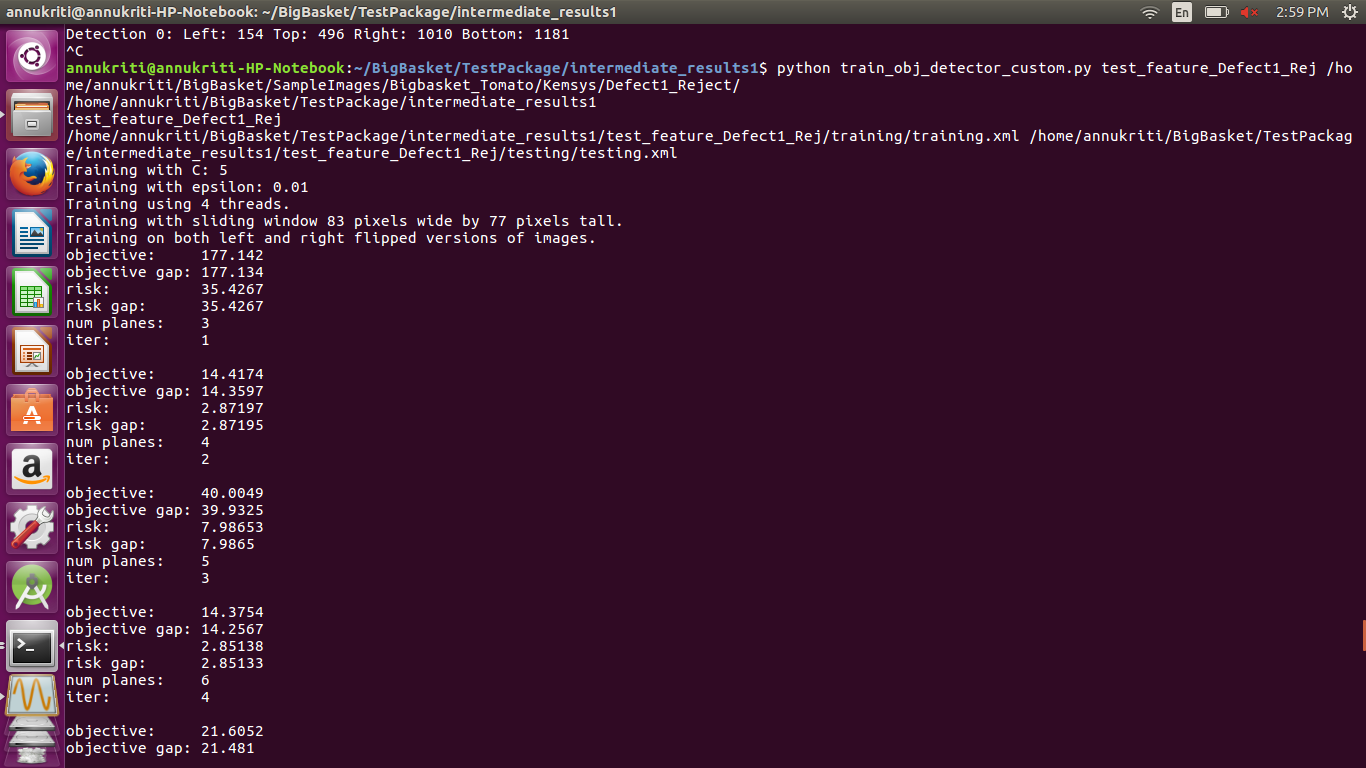 annukriti@annukriti-HP-Notebook: ~/BigBasket/TestPackage/intermediate_results1
En
2:59 PM
Detection 0: Left: 154 Top: 496 Right: 1010 Bottom: 1181
^C
annukriti@annukriti-HP-Notebook:~/BigBasket/TestPackage/intermediate_results1$ python train_obj_detector_custom.py test_feature_Defect1_Rej /ho
me/annukriti/BigBasket/SampleImages/Bigbasket_Tomato/Kemsys/Defect1_Reject/
/home/annukriti/BigBasket/TestPackage/intermediate_results1
test_feature_Defect1_Rej
/home/annukriti/BigBasket/TestPackage/intermediate_results1/test_feature_Defect1_Rej/training/training.xml /home/annukriti/BigBasket/TestPackag
e/intermediate_results1/test_feature_Defect1_Rej/testing/testing.xml
Training with C: 5
Training with epsilon: 0.01
Training using 4 threads.
Training with sliding window 83 pixels wide by 77 pixels tall.
Training on both left and right flipped versions of images.
objective:     177.142
objective gap: 177.134
risk:          35.4267
risk gap:      35.4267
num planes:    3
iter:          1

objective:     14.4174
objective gap: 14.3597
risk:          2.87197
risk gap:      2.87195
num planes:    4
iter:          2

objective:     40.0049
objective gap: 39.9325
risk:          7.98653
risk gap:      7.9865
num planes:    5
iter:          3

objective:     14.3754
objective gap: 14.2567
risk:          2.85138
risk gap:      2.85133
num planes:    6
iter:          4

objective:     21.6052
objective gap: 21.481